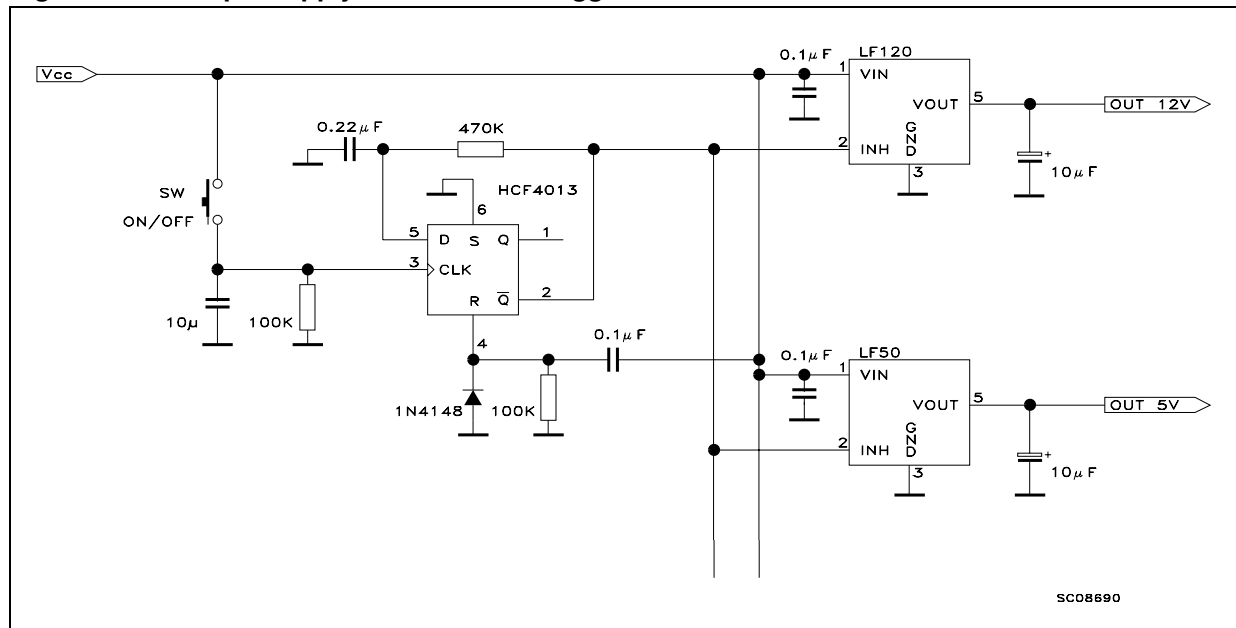 Vcc
SW
ON/OFF
10µ
100K
0.22µF
470K
HCF4013
6
5
D
S
Q
1
3
CLK
R
Q
2
4
1N4148
100K
0.1µF
0.1µF
LF120
1
VIN
VOUT
5
OUT 12V
2
INH
GND
3
+
10µF
0.1µF
LF50
1
VIN
VOUT
5
OUT 5V
2
INH
GND
3
+
10µF
SC08690